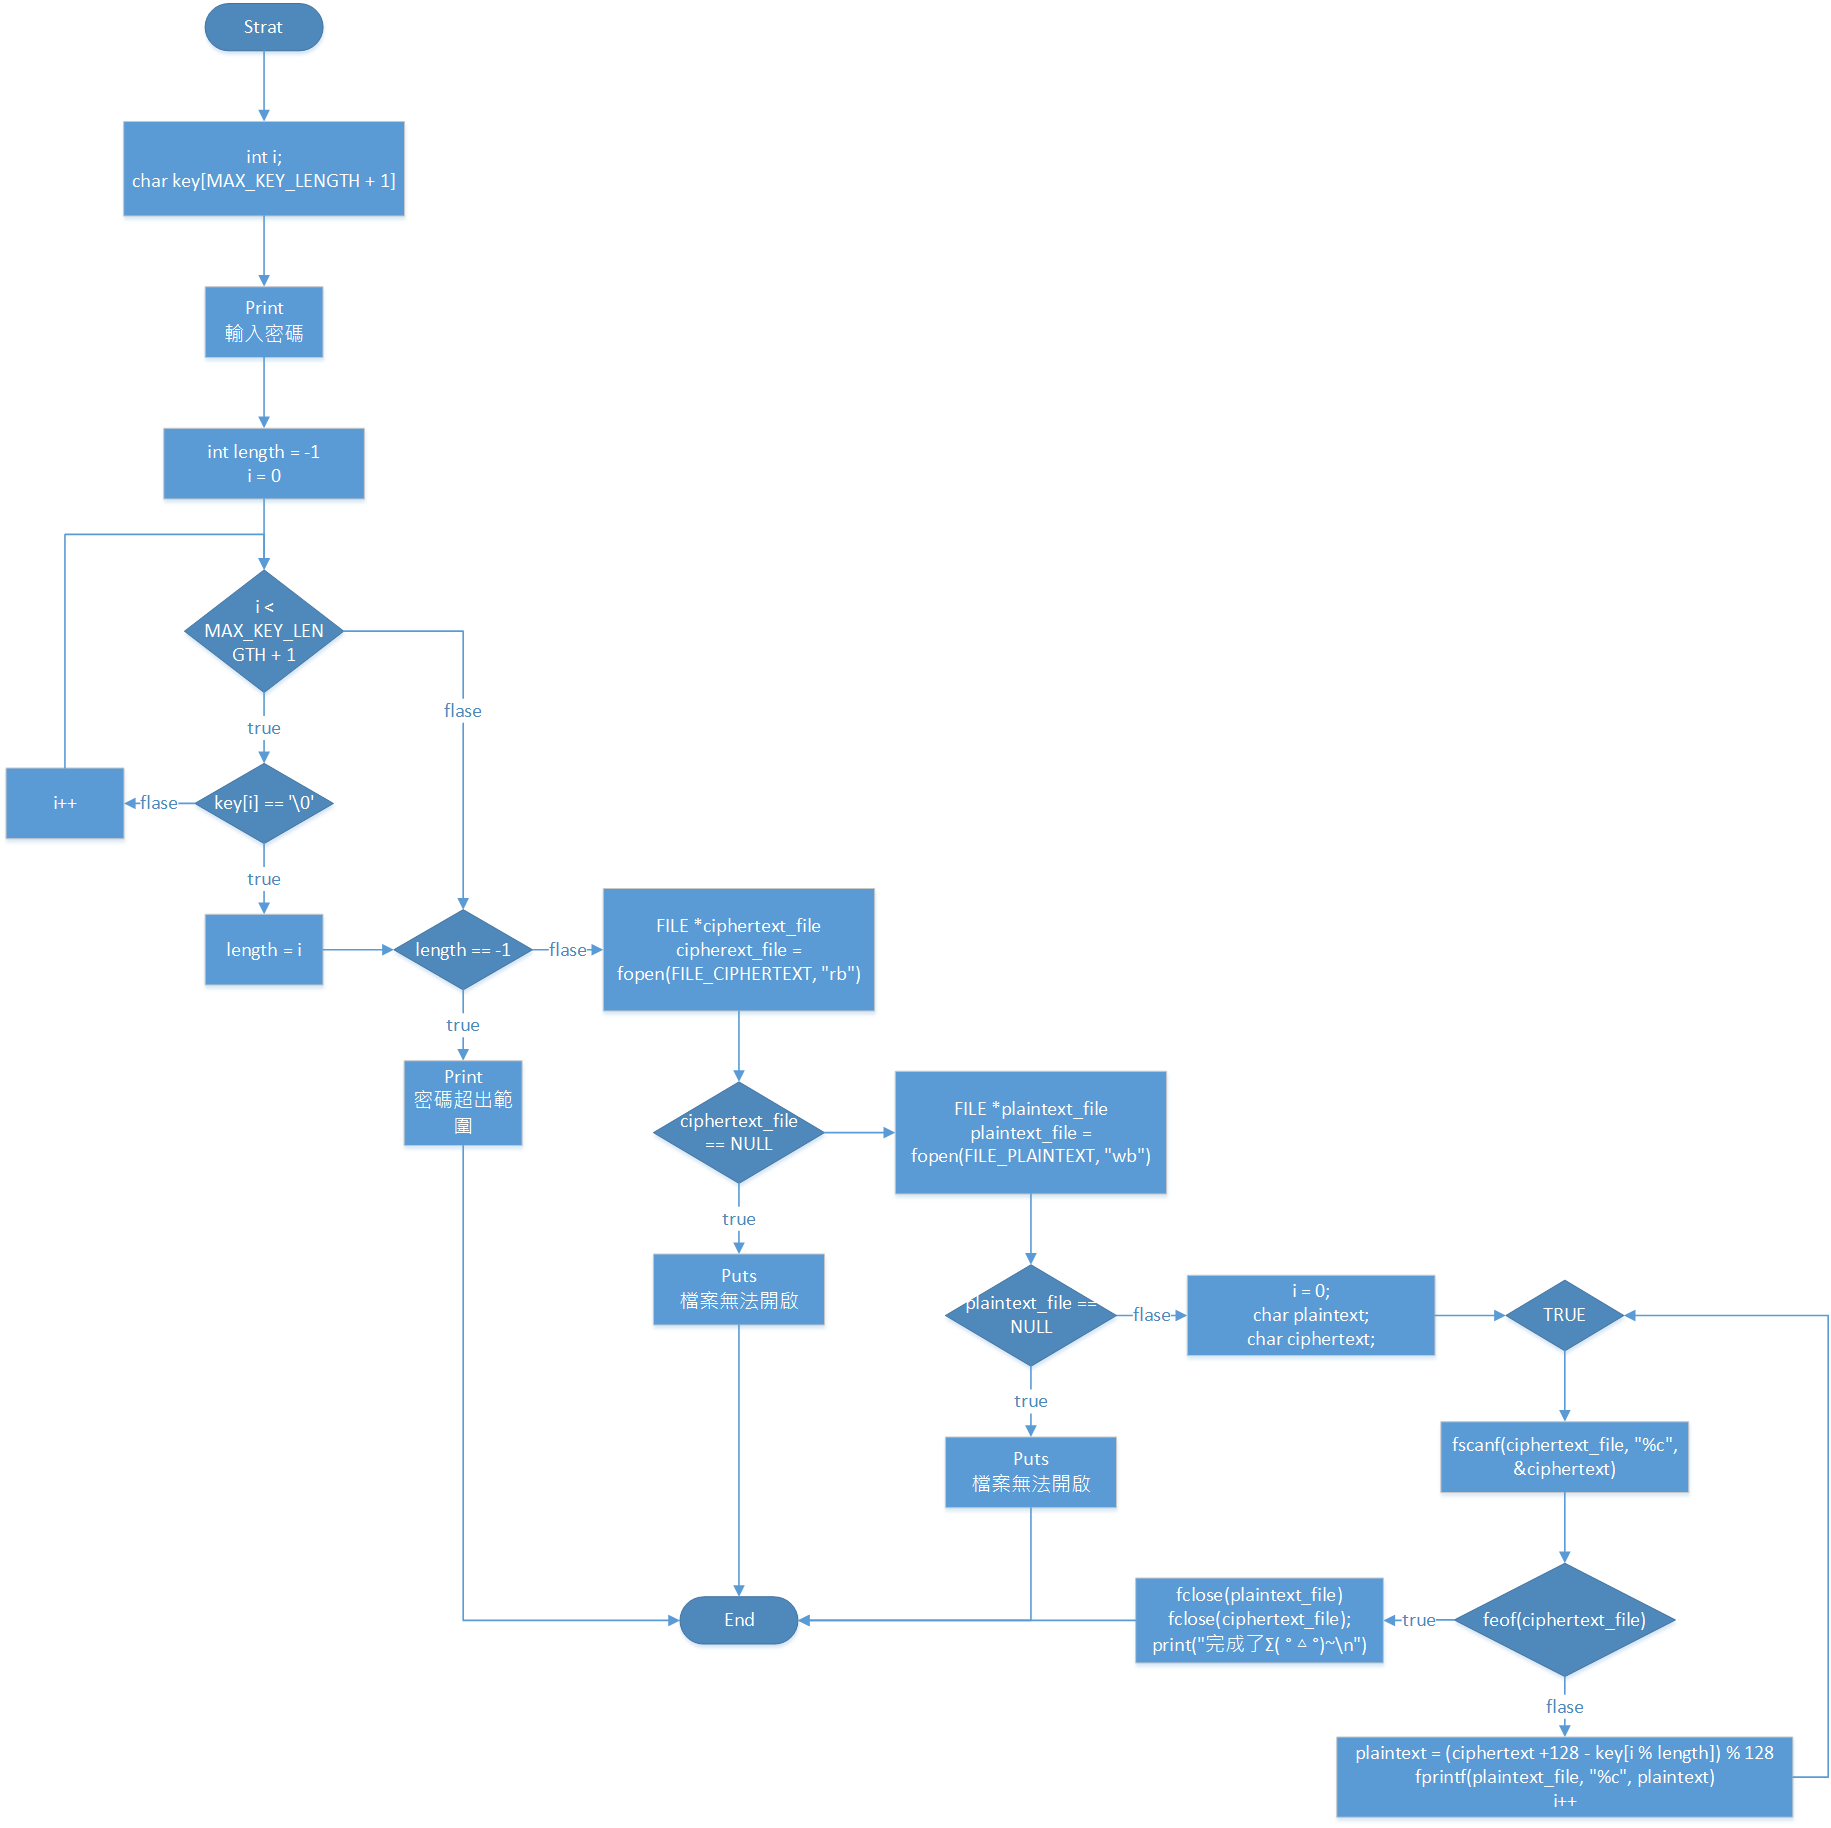 Strat
int i;
char key[MAX_KEY_LENGTH + 1]
Print
輸入密碼
int length = -1
i = 0
i <
MAX_KEY_LEN
GTH + 1
true
flase
i++
flase
key[i] == '\0'
true
length = i
length == -1
flase
FILE *ciphertext_file
cipherext_file =
fopen(FILE_CIPHERTEXT, "rb")
true
Print
密碼超出範
圍
ciphertext_file
== NULL
FILE *plaintext_file
plaintext_file =
fopen(FILE_PLAINTEXT, "wb")
true
Puts
檔案無法開啟
plaintext_file ==
NULL
flase
i = 0;
char plaintext;
char ciphertext;
TRUE
true
Puts
檔案無法開啟
fscanf(ciphertext_file, "%c",
&ciphertext)
End
fclose(plaintext_file)
fclose(ciphertext_file);
print("完成了Σ( ° △ °)~\n")
true
feof(ciphertext_file)
flase
plaintext = (ciphertext +128 - key[i % length]) % 128
fprintf(plaintext_file, "%c", plaintext)
i++